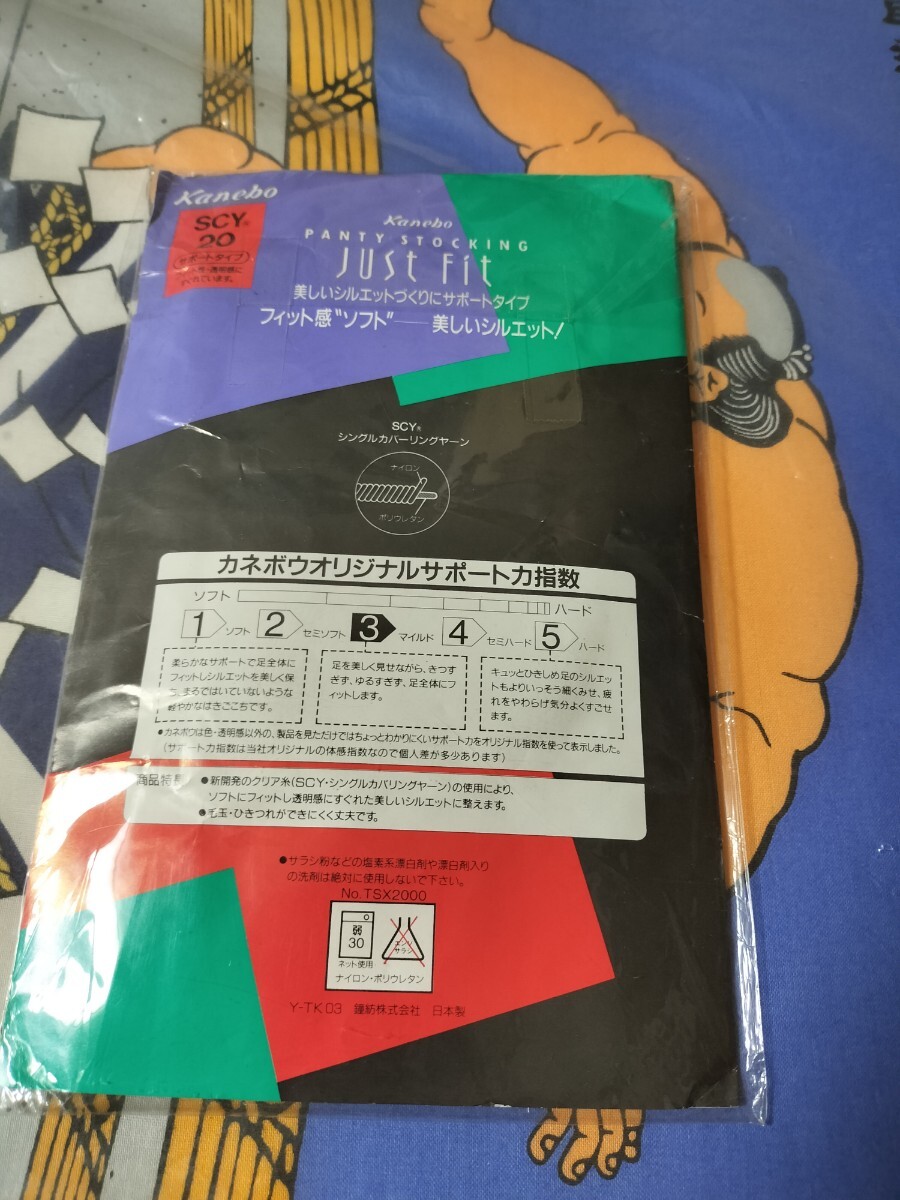 Kanebo
SCY®
20
サポートタイプ
Kanebo
PANTY STOCKING
Just Fit
美しいシルエットづくりにサポートタイプ
フィット感"ソフト"——美しいシルエット!
SCY®
シングルカバーリングヤーン
ナイロン
ポリウレタン
カネボウオリジナルサポート力指数
ソフト ハード
1 ソフト 2 セミソフト 3 マイルド 4 セミハード 5 ハード
柔らかなサポートで足全体に
フィットしシルエットを美しく保
ち、まるではいていないような
軽やかなはきごこちです。
足を美しく見せながら、きつす
ぎず、ゆるすぎず、足全体にフ
ィットします。
キュッとひきしめ足のシルエッ
トもよりいっそう細くみせ、疲
れをやわらげ気分よくすごせ
ます。
●カネボウは色・透明感以外の、製品を見ただけではちょっとわかりにくいサポート力をオリジナル指数を使って表示しました。
(サポート力指数は当社オリジナルの体感指数なので個人差が多少あります)
商品特長
●新開発のクリア糸(SCY・シングルカバリングヤーン)の使用により、
ソフトにフィットし透明感にすぐれた美しいシルエットに整えます。
●毛玉・ひきつれができにくく丈夫です。
●サラシ粉などの塩素系漂白剤や漂白剤入り
の洗剤は絶対に使用しないで下さい。
No.TSX2000
弱
30
ネット使用
エンソ
サラシ
ナイロン・ポリウレタン
Y-TK 03 鐘紡株式会社 日本製